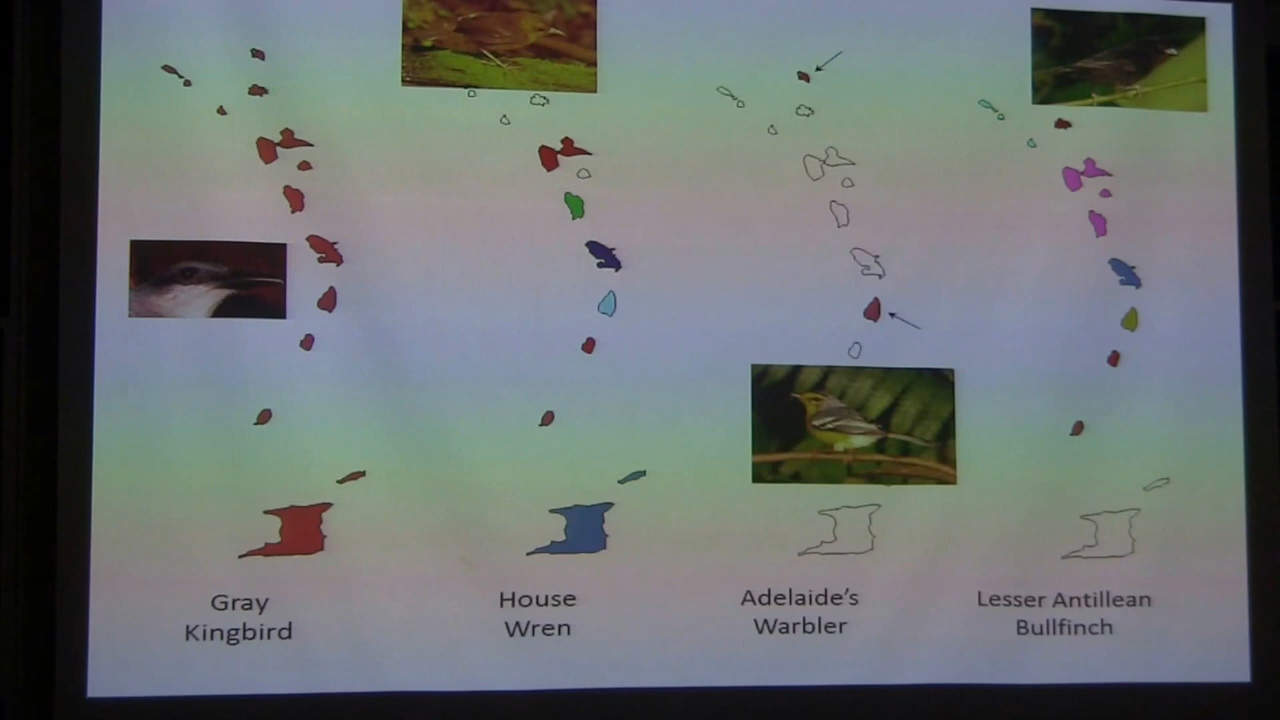 Gray
Kingbird
House
Wren
Adelaide's
Warbler
Lesser Antillean
Bullfinch